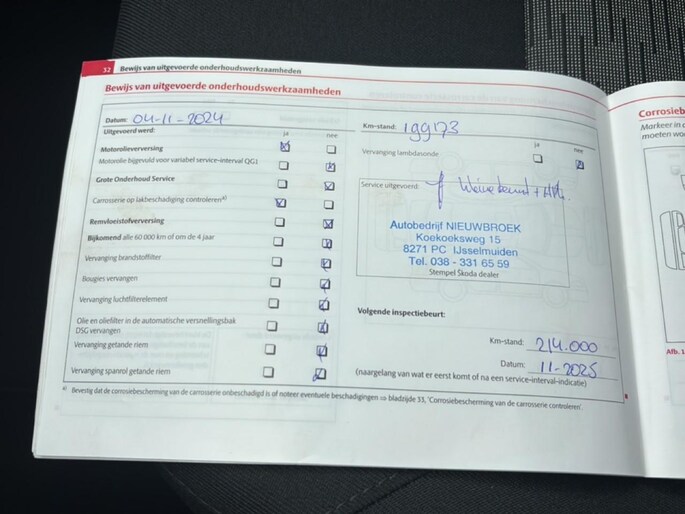 32 Bewijs van uitgevoerde onderhoudswerkzaamheden
Bewijs van uitgevoerde onderhoudswerkzaamheden
Datum: 04-11-2024
Uitgevoerd werd: ja nee
Motorolieverversing
Motorolie bijgevuld voor variabel service-interval QG1
Grote Onderhoud Service
Carrosserie op lakbeschadiging controleren a)
Remvloeistofverversing
Bijkomend alle 60 000 km of om de 4 jaar
Vervanging brandstoffilter
Bougies vervangen
Vervanging luchtfilterelement
Olie en oliefilter in de automatische versnellingsbak
DSG vervangen
Vervanging getande riem
Vervanging spanrol getande riem
Km-stand: 199173
ja nee
Vervanging lambdasonde
Service uitgevoerd:
Autobedrijf NIEUWBROEK
Koekoeksweg 15
8271 PC IJsselmuiden
Tel. 038 - 331 65 59
Stempel Škoda dealer
Volgende inspectiebeurt:
Km-stand: 214.000
Datum: 11-2025
(naargelang van wat er eerst komt of na een service-interval-indicatie)
a) Bevestig dat de corrosiebescherming van de carrosserie onbeschadigd is of noteer eventuele beschadigingen ⇒ bladzijde 33, 'Corrosiebescherming van de carrosserie controleren'.
Corrosieb
Markeer in d
moeten wor
Afb. 1